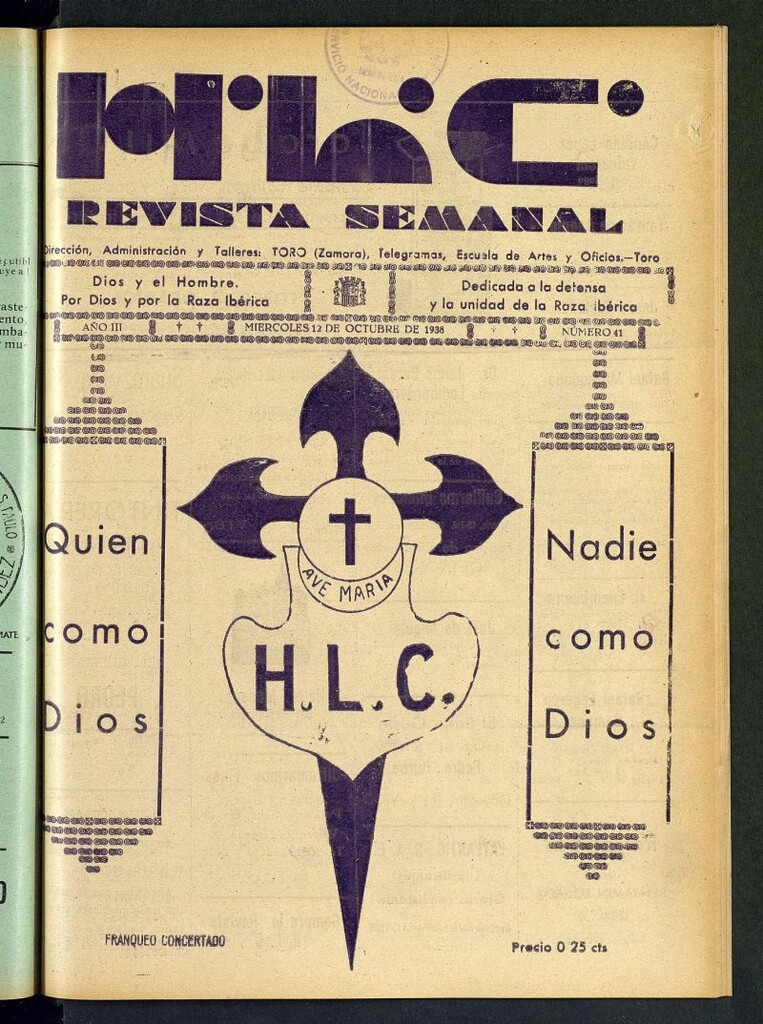 H.L.C.
REVISTA SEMANAL
Dirección, Administración y Talleres: TORO (Zamora), Telegramas, Escuela de Artes y Oficios.—Toro
Dios y el Hombre.
Por Dios y por la Raza Ibérica
Dedicada a la defensa
y la unidad de la Raza Ibérica
AÑO III
MIERCOLES 12 DE OCTUBRE DE 1938
NÚMERO 41
Quien
como
Dios
AVE MARIA
H.L.C.
Nadie
como
Dios
FRANQUEO CONCERTADO
Precio 0 25 cts